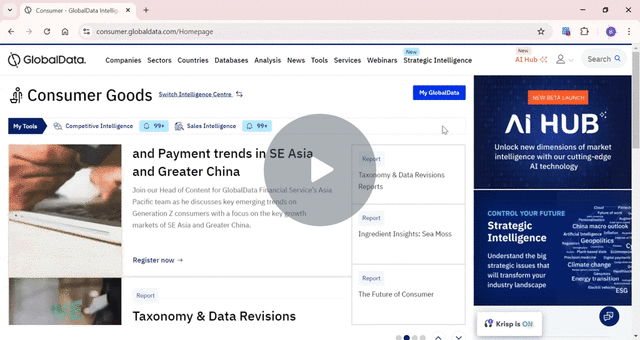 Consumer - GlobalData Intellig
consumer.globaldata.com/Homepage
GlobalData.
Companies Sectors Countries Databases Analysis News Tools Services Webinars Strategic Intelligence
New
New
AI Hub
Search
Consumer Goods
Switch Intelligence Centre
My GlobalData
My Tools
Competitive Intelligence
99+
Sales Intelligence
99+
and Payment trends in SE Asia
and Greater China
Join our Head of Content for GlobalData Financial Service's Asia
Pacific team as he discusses key emerging trends on
Generation Z consumers with a focus on the key growth
markets of SE Asia and Greater China.
Register now →
Report
Taxonomy & Data Revisions
Report
Taxonomy & Data Revisions
Reports
Report
Ingredient Insights: Sea Moss
Report
The Future of Consumer
NEW BETA LAUNCH
AI HUB
Unlock new dimensions of market
intelligence with our cutting-edge
AI technology
CONTROL YOUR FUTURE
Strategic
Intelligence
Understand the big
strategic issues that
will transform your
industry landscape
Cloud
Future of work
China macro outlook
Artificial Intelligence
Geopolitics
Climate change
Energy transition
ESG
Krisp is ON